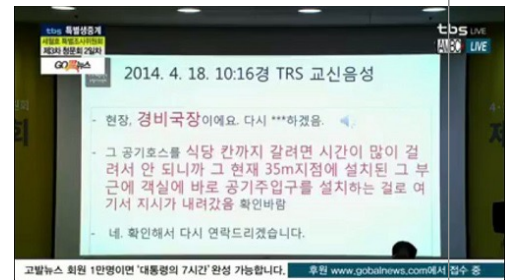 tbs 특별생중계
세월호 특별조사위원회
제3차 청문회 2일차
GO발뉴스
tbs LIVE
LIVE
2014. 4. 18. 10:16경 TRS 교신음성
- 현장, 경비국장이에요. 다시 ***하겠음.
- 그 공기호스를 식당 칸까지 갈려면 시간이 많이 걸
려서 안 되니까 그 현재 35m지점에 설치된 그 부
근에 객실에 바로 공기주입구를 설치하는 걸로 여
기서 지시가 내려갔음 확인바람
- 네. 확인해서 다시 연락드리겠습니다.
고발뉴스 회원 1만명이면 '대통령의 7시간' 완성 가능합니다.
후원 www.gobalnews.com에서 접수 중